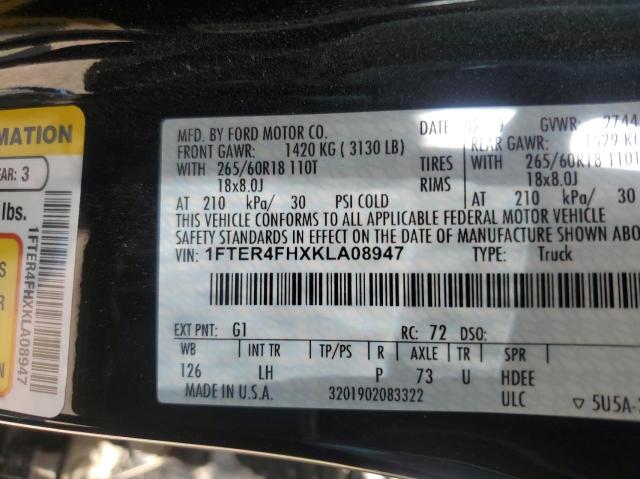 MFD. BY FORD MOTOR CO.
DATE GVWR: 2744
FRONT GAWR: 1420 KG ( 3130 LB) REAR GAWR:
WITH 265/60R18 110T TIRES 265/60R18 110
18x8.0J RIMS 18x8.0J
AT 210 kPa/ 30 PSI COLD AT 210 kPa/ 30
THIS VEHICLE CONFORMS TO ALL APPLICABLE FEDERAL MOTOR VEHICLE
SAFETY STANDARDS IN EFFECT ON THE DATE OF MANUFACTURE SHOWN ABO
VIN: 1FTER4FHXKLA08947 TYPE: Truck
EXT PNT: G1 RC: 72 DSO:
WB INT TR TP/PS R AXLE TR SPR
126 LH P 73 U HDEE
MADE IN U.S.A. 3201902083322 ULC ▽ 5U5A-
MATION
EAR: 3
lbs.
S
ER
1FTER4FHXKLA08947